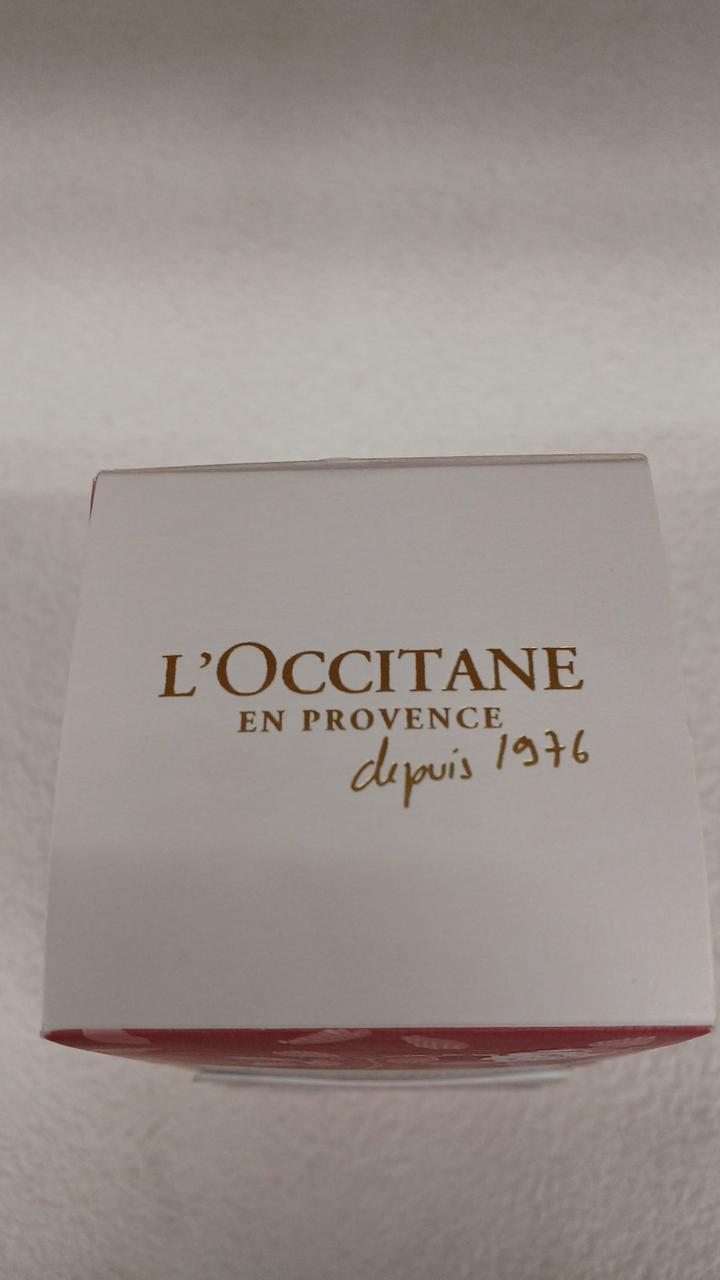 L'OCCITANE
EN PROVENCE
depuis 1976